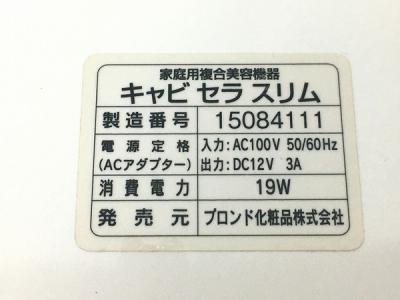 家庭用複合美容機器
キャビ セラ スリム
製造番号 15084111
電源定格 入力:AC100V 50/60Hz
(ACアダプター) 出力:DC12V 3A
消費電力 19W
発売元 ブロンド化粧品株式会社